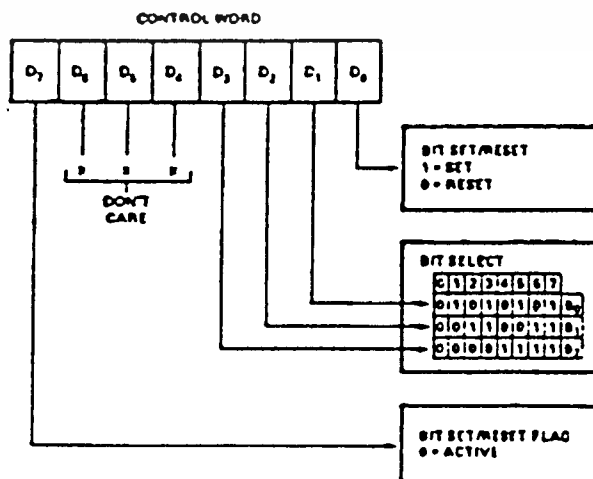 CONTROL WORD
D7 D6 D5 D4 D3 D2 D1 D0
X X X
DON'T
CARE
BIT SET/RESET
1 = SET
0 = RESET
BIT SELECT
0 1 2 3 4 5 6 7
0 1 0 1 0 1 0 1 B0
0 0 1 1 0 0 1 1 B1
0 0 0 0 1 1 1 1 B2
BIT SET/RESET FLAG
0 = ACTIVE